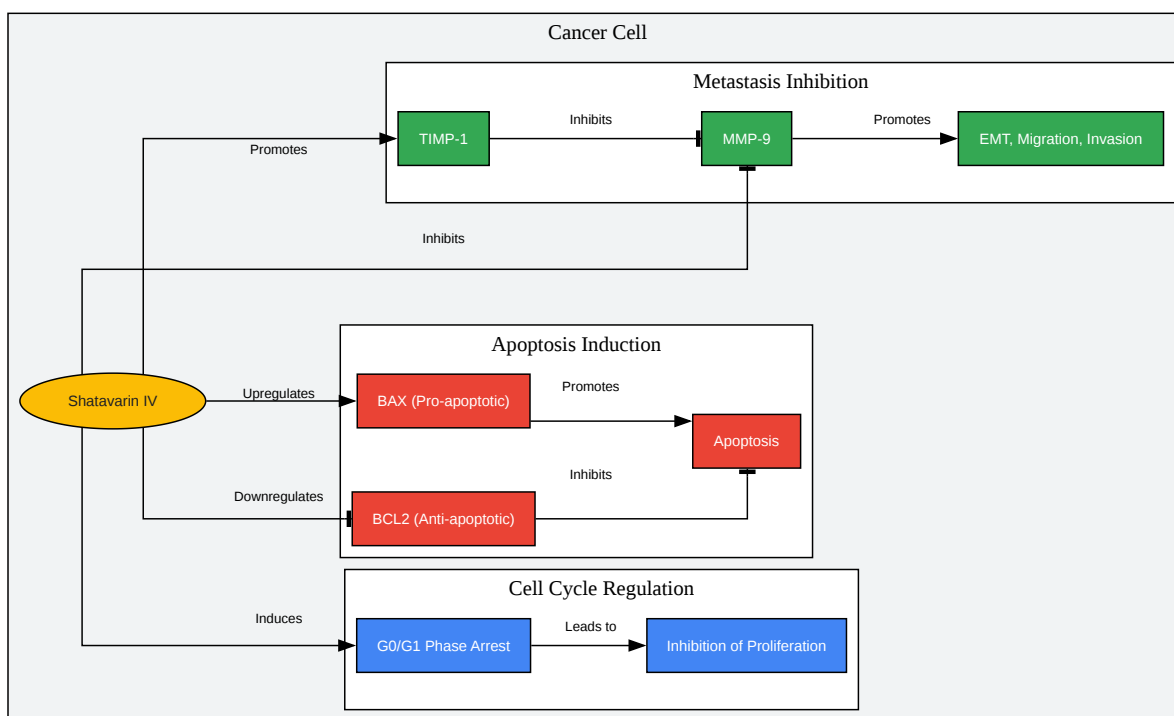 Cancer Cell
Metastasis Inhibition
TIMP-1
Inhibits
MMP-9
Promotes
EMT, Migration, Invasion
Promotes
Inhibits
Apoptosis Induction
Shatavarin IV
Upregulates
BAX (Pro-apoptotic)
Promotes
Apoptosis
Downregulates
BCL2 (Anti-apoptotic)
Inhibits
Cell Cycle Regulation
Induces
G0/G1 Phase Arrest
Leads to
Inhibition of Proliferation